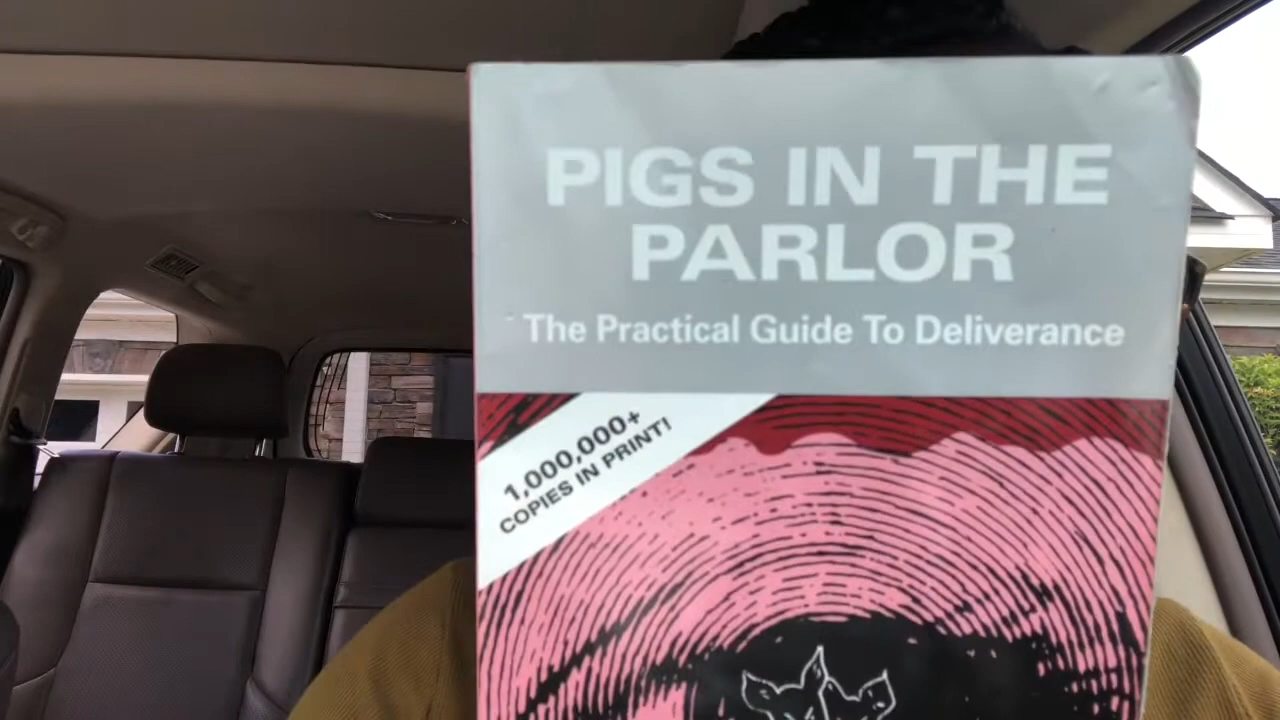 PIGS IN THE
PARLOR
The Practical Guide To Deliverance
1,000,000+
COPIES IN PRINT!